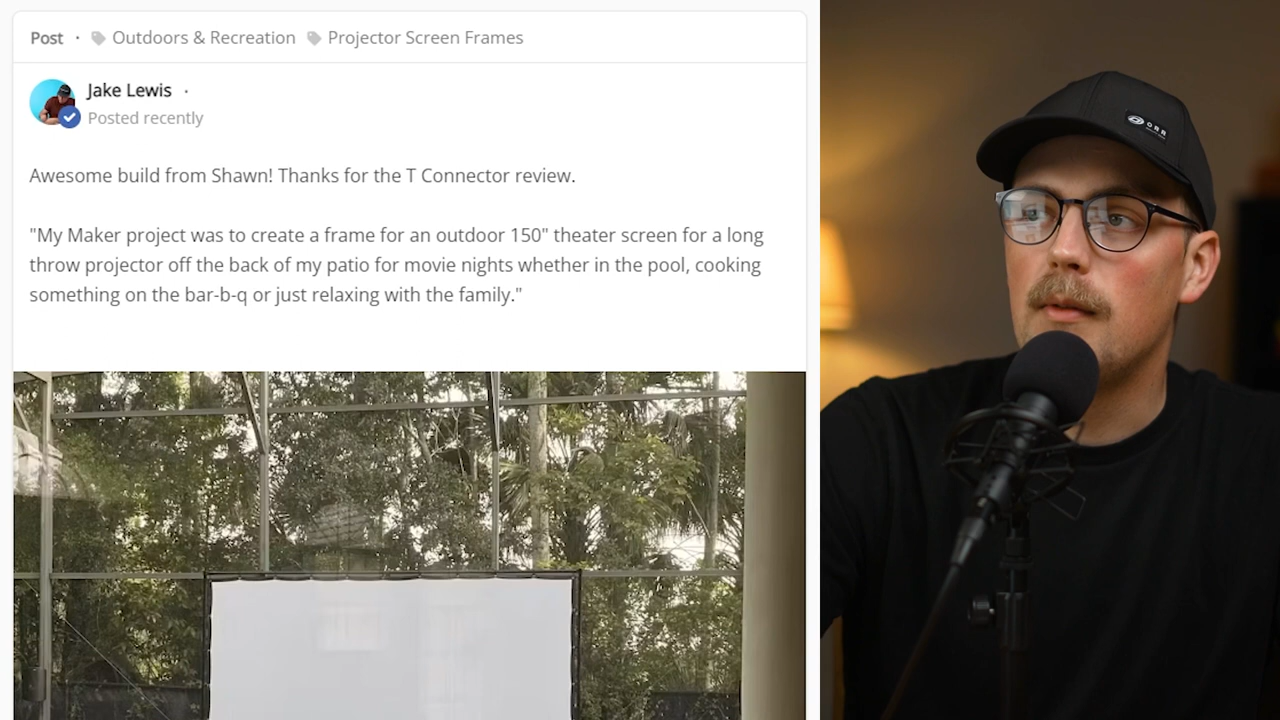 Post · Outdoors & Recreation Projector Screen Frames
Jake Lewis ·
Posted recently
Awesome build from Shawn! Thanks for the T Connector review.
"My Maker project was to create a frame for an outdoor 150" theater screen for a long
throw projector off the back of my patio for movie nights whether in the pool, cooking
something on the bar-b-q or just relaxing with the family."
ORR